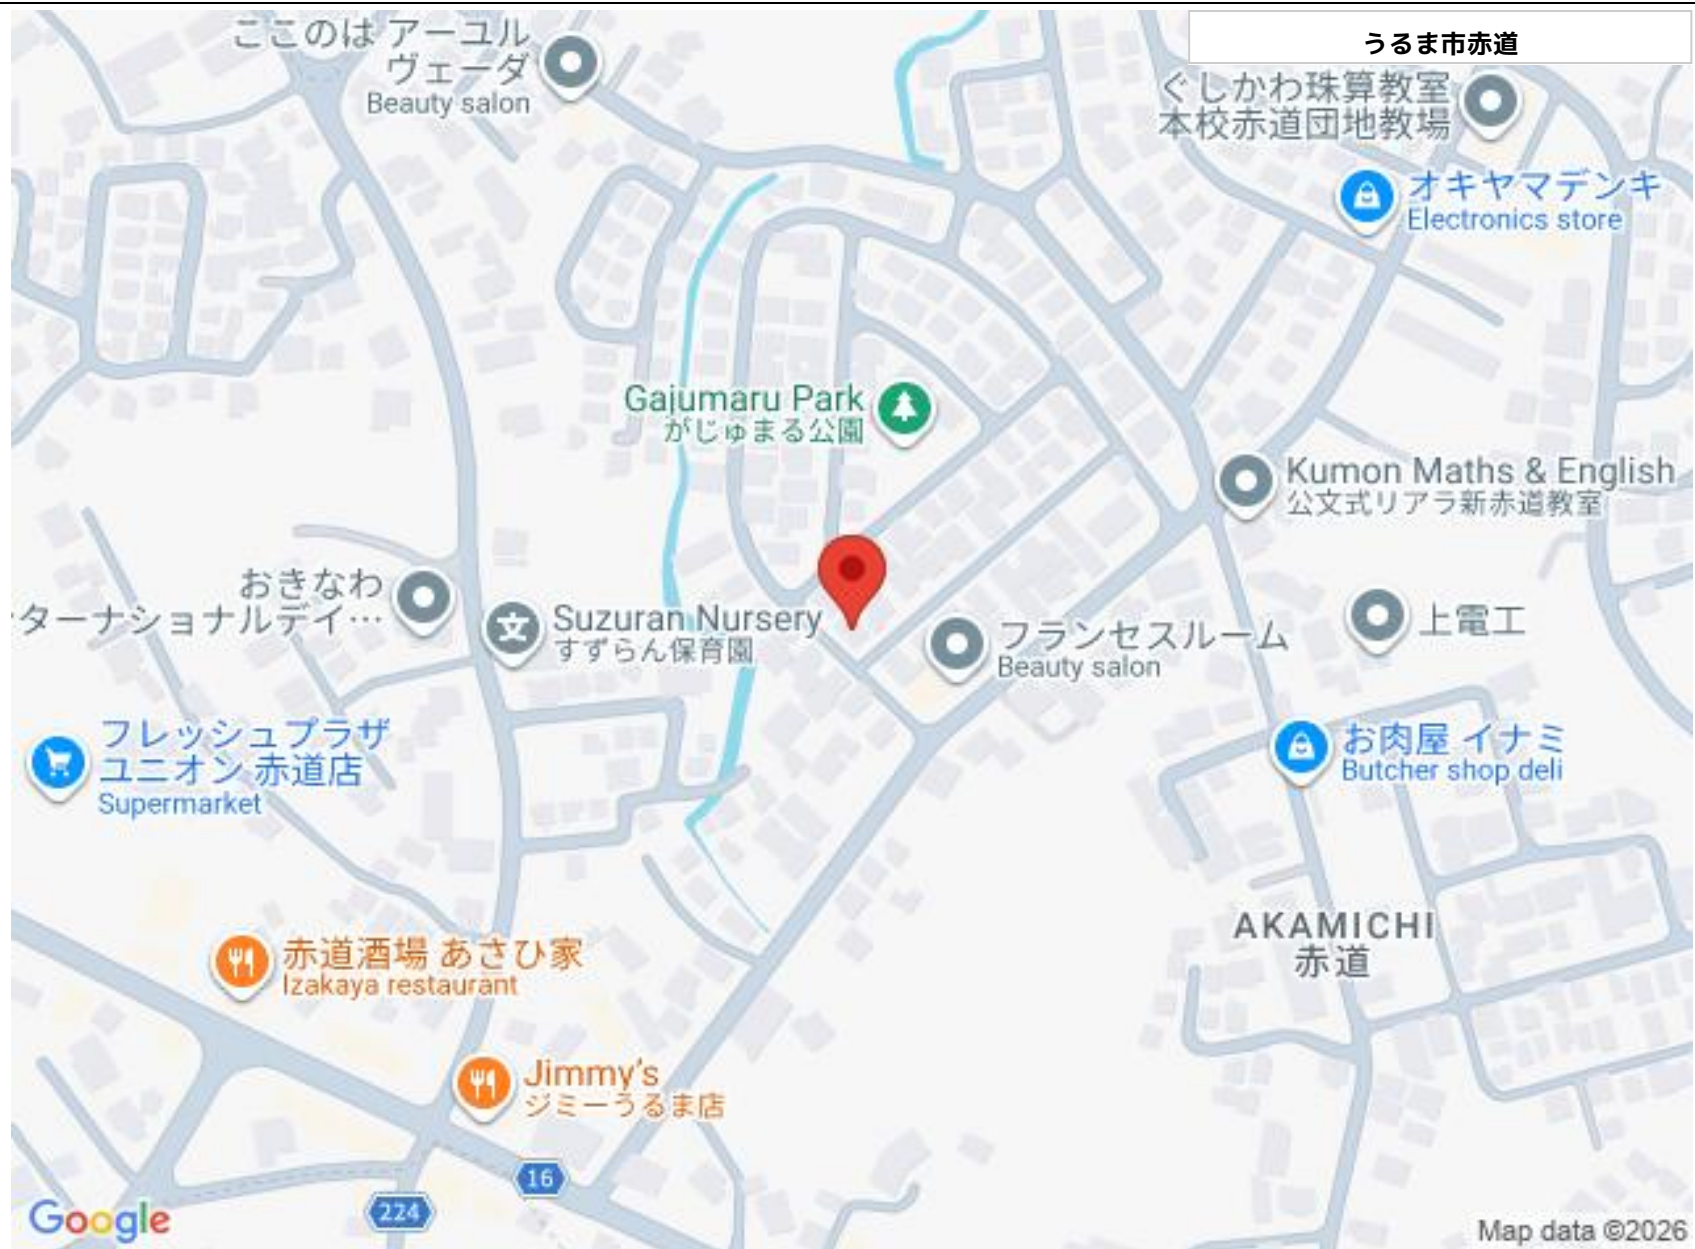 うるま市赤道
ここのは アーユル
ヴェーダ
Beauty salon
ぐしかわ珠算教室
本校赤道団地教場
オキヤマデンキ
Electronics store
Gajumaru Park
がじゅまる公園
Kumon Maths & English
公文式リアラ新赤道教室
おきなわ
ターナショナルデイ…
Suzuran Nursery
すずらん保育園
フランセスルーム
Beauty salon
上電工
フレッシュプラザ
ユニオン 赤道店
Supermarket
お肉屋 イナミ
Butcher shop deli
AKAMICHI
赤道
赤道酒場 あさひ家
Izakaya restaurant
Jimmy's
ジミーうるま店
16
224
Google
Map data ©2026